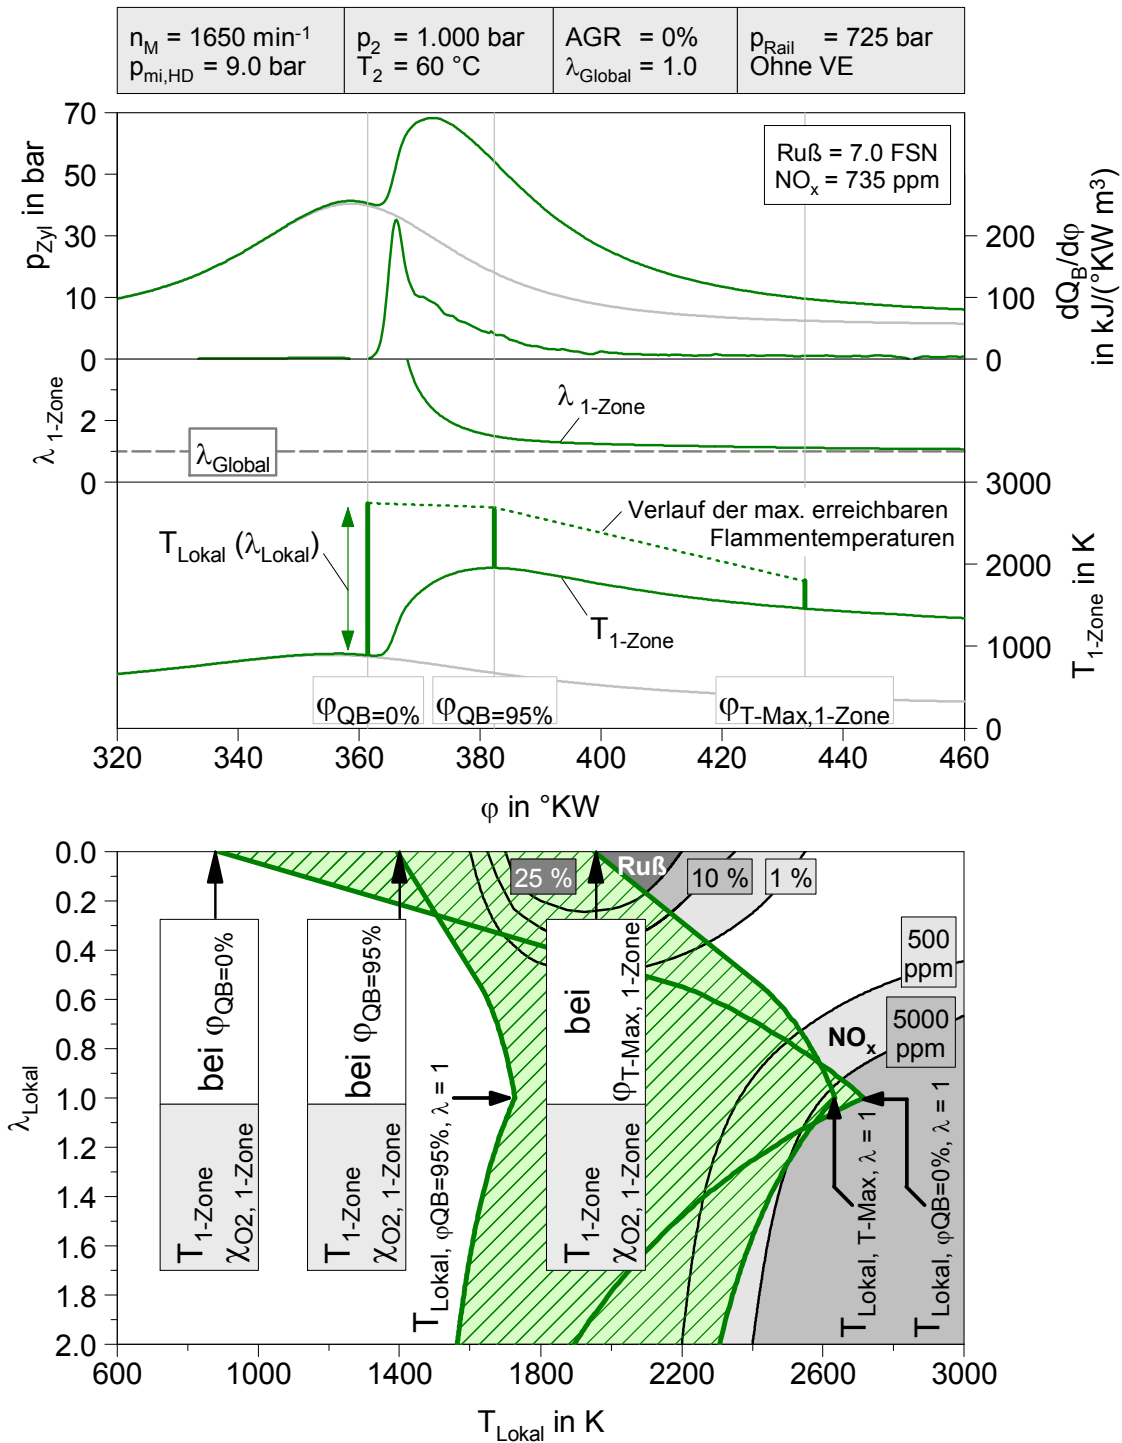 n_M = 1650 min⁻¹
p_mi,HD = 9.0 bar
p_2 = 1.000 bar
T_2 = 60 °C
AGR = 0%
λ_Global = 1.0
p_Rail = 725 bar
Ohne VE
70
50
30
10
0
p_Zyl in bar
Ruß = 7.0 FSN
NO_x = 735 ppm
200
100
0
dQ_B/dφ
in kJ/(°KW m³)
2
0
λ_1-Zone
λ_1-Zone
λ_Global
3000
2000
1000
0
T_1-Zone in K
T_Lokal (λ_Lokal)
Verlauf der max. erreichbaren
Flammentemperaturen
T_1-Zone
φ_QB=0%
φ_QB=95%
φ_T-Max,1-Zone
320
340
360
380
400
420
440
460
φ in °KW
0.0
0.2
0.4
0.6
0.8
1.0
1.2
1.4
1.6
1.8
2.0
λ_Lokal
25 %
Ruß
10 %
1 %
500
ppm
5000
ppm
NO_x
bei φ_QB=0%
T_1-Zone
χ_O2, 1-Zone
bei φ_QB=95%
T_1-Zone
χ_O2, 1-Zone
T_Lokal, φQB=95%, λ = 1
bei
φ_T-Max, 1-Zone
T_1-Zone
χ_O2, 1-Zone
T_Lokal, T-Max, λ = 1
T_Lokal, φQB=0%, λ = 1
600
1000
1400
1800
2200
2600
3000
T_Lokal in K